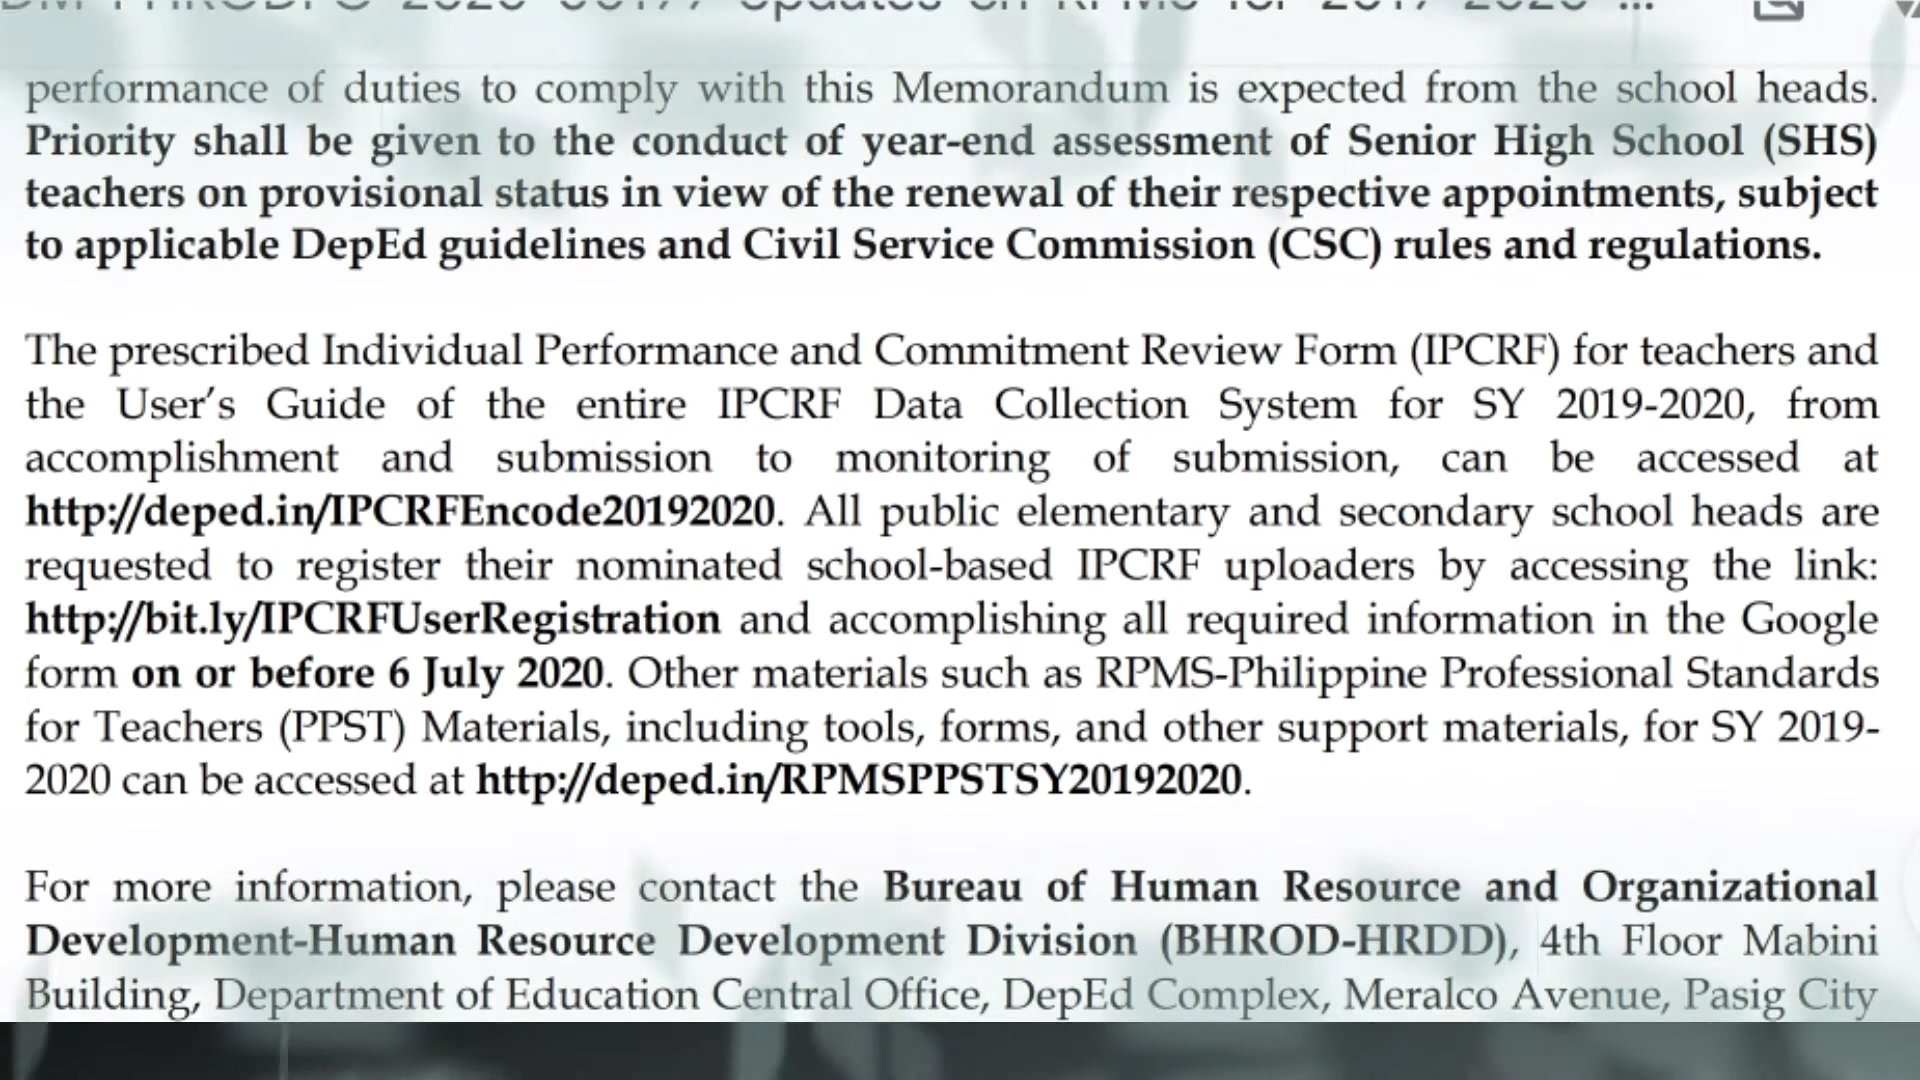 performance of duties to comply with this Memorandum is expected from the school heads.
Priority shall be given to the conduct of year-end assessment of Senior High School (SHS)
teachers on provisional status in view of the renewal of their respective appointments, subject
to applicable DepEd guidelines and Civil Service Commission (CSC) rules and regulations.
The prescribed Individual Performance and Commitment Review Form (IPCRF) for teachers and
the User’s Guide of the entire IPCRF Data Collection System for SY 2019-2020, from
accomplishment and submission to monitoring of submission, can be accessed at
http://deped.in/IPCRFEncode20192020. All public elementary and secondary school heads are
requested to register their nominated school-based IPCRF uploaders by accessing the link:
http://bit.ly/IPCRFUserRegistration and accomplishing all required information in the Google
form on or before 6 July 2020. Other materials such as RPMS-Philippine Professional Standards
for Teachers (PPST) Materials, including tools, forms, and other support materials, for SY 2019-
2020 can be accessed at http://deped.in/RPMSPPSTSY20192020.
For more information, please contact the Bureau of Human Resource and Organizational
Development-Human Resource Development Division (BHROD-HRDD), 4th Floor Mabini
Building, Department of Education Central Office, DepEd Complex, Meralco Avenue, Pasig City